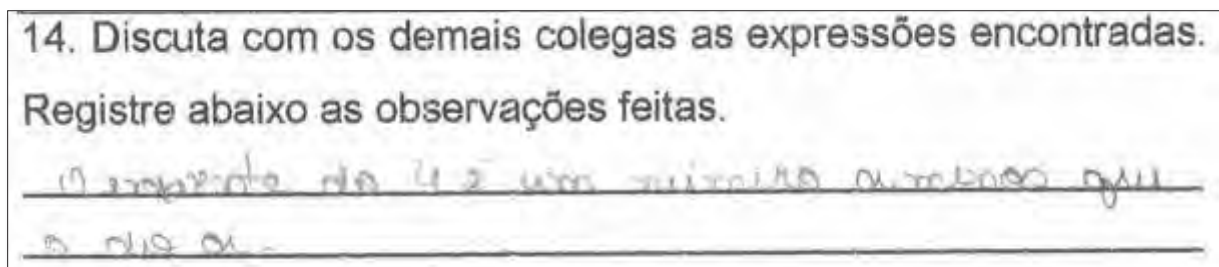 14. Discuta com os demais colegas as expressões encontradas.
Registre abaixo as observações feitas.
O expoente do 4 é um número a menos que
o dia